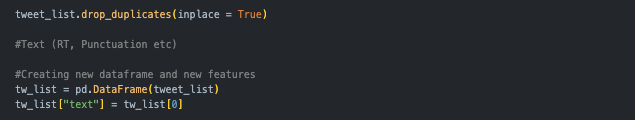 tweet_list.drop_duplicates(inplace = True)
#Text (RT, Punctuation etc)
#Creating new dataframe and new features
tw_list = pd.DataFrame(tweet_list)
tw_list["text"] = tw_list[0]